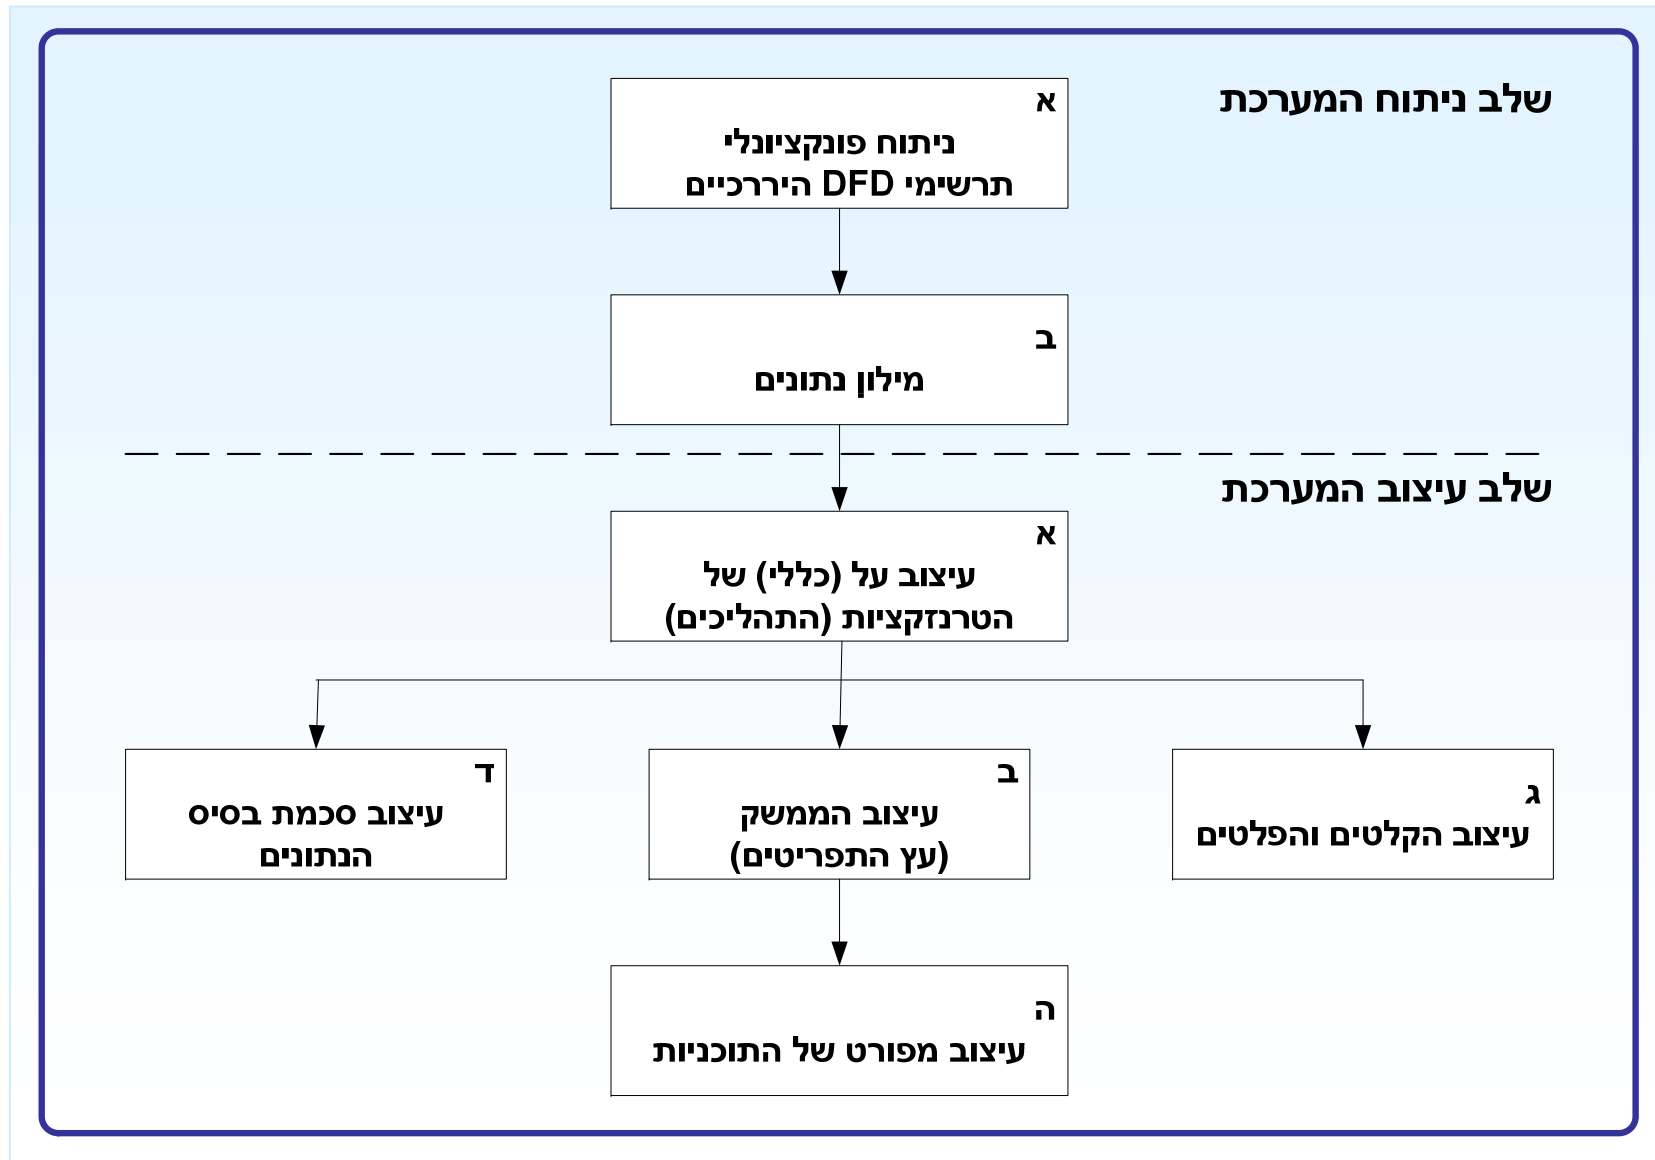 שלב ניתוח המערכת
א
ניתוח פונקציונלי
תרשימי DFD היררכיים
ב
מילון נתונים
שלב עיצוב המערכת
א
עיצוב על (כללי) של
הטרנזקציות (התהליכים)
ג
עיצוב הקלטים והפלטים
ב
עיצוב הממשק
(עץ התפריטים)
ד
עיצוב סכמת בסיס
הנתונים
ה
עיצוב מפורט של התוכניות